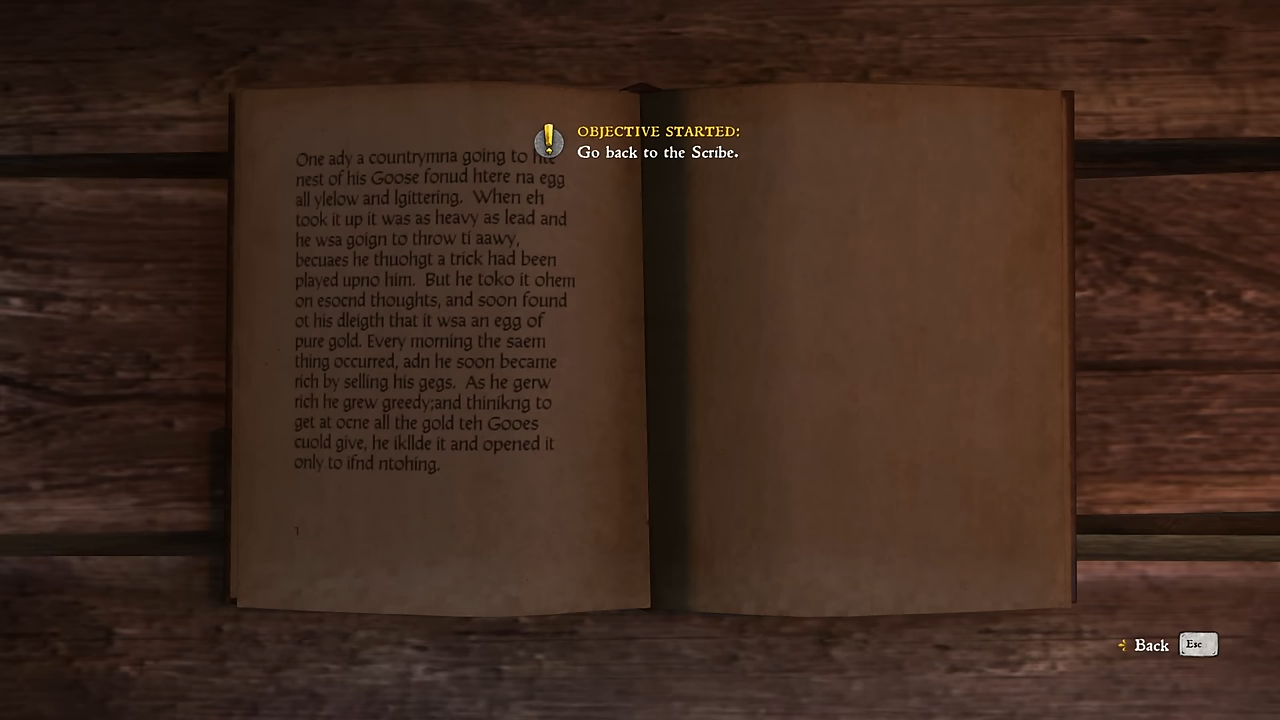 OBJECTIVE STARTED:
Go back to the Scribe.
One ady a countrymna going to hte
nest of his Goose fonud htere na egg
all ylelow and lgittering. When eh
took it up it was as heavy as lead and
he wsa goign to throw ti aawy,
becuaes he thuohgt a trick had been
played upno him. But he toko it ohem
on esocnd thoughts, and soon found
ot his dleigth that it wsa an egg of
pure gold. Every morning the saem
thing occurred, adn he soon became
rich by selling his gegs. As he gerw
rich he grew greedy;and thinikng to
get at ocne all the gold teh Gooes
cuold give, he ikllde it and opened it
only to ifnd ntohing.
1
Back Esc